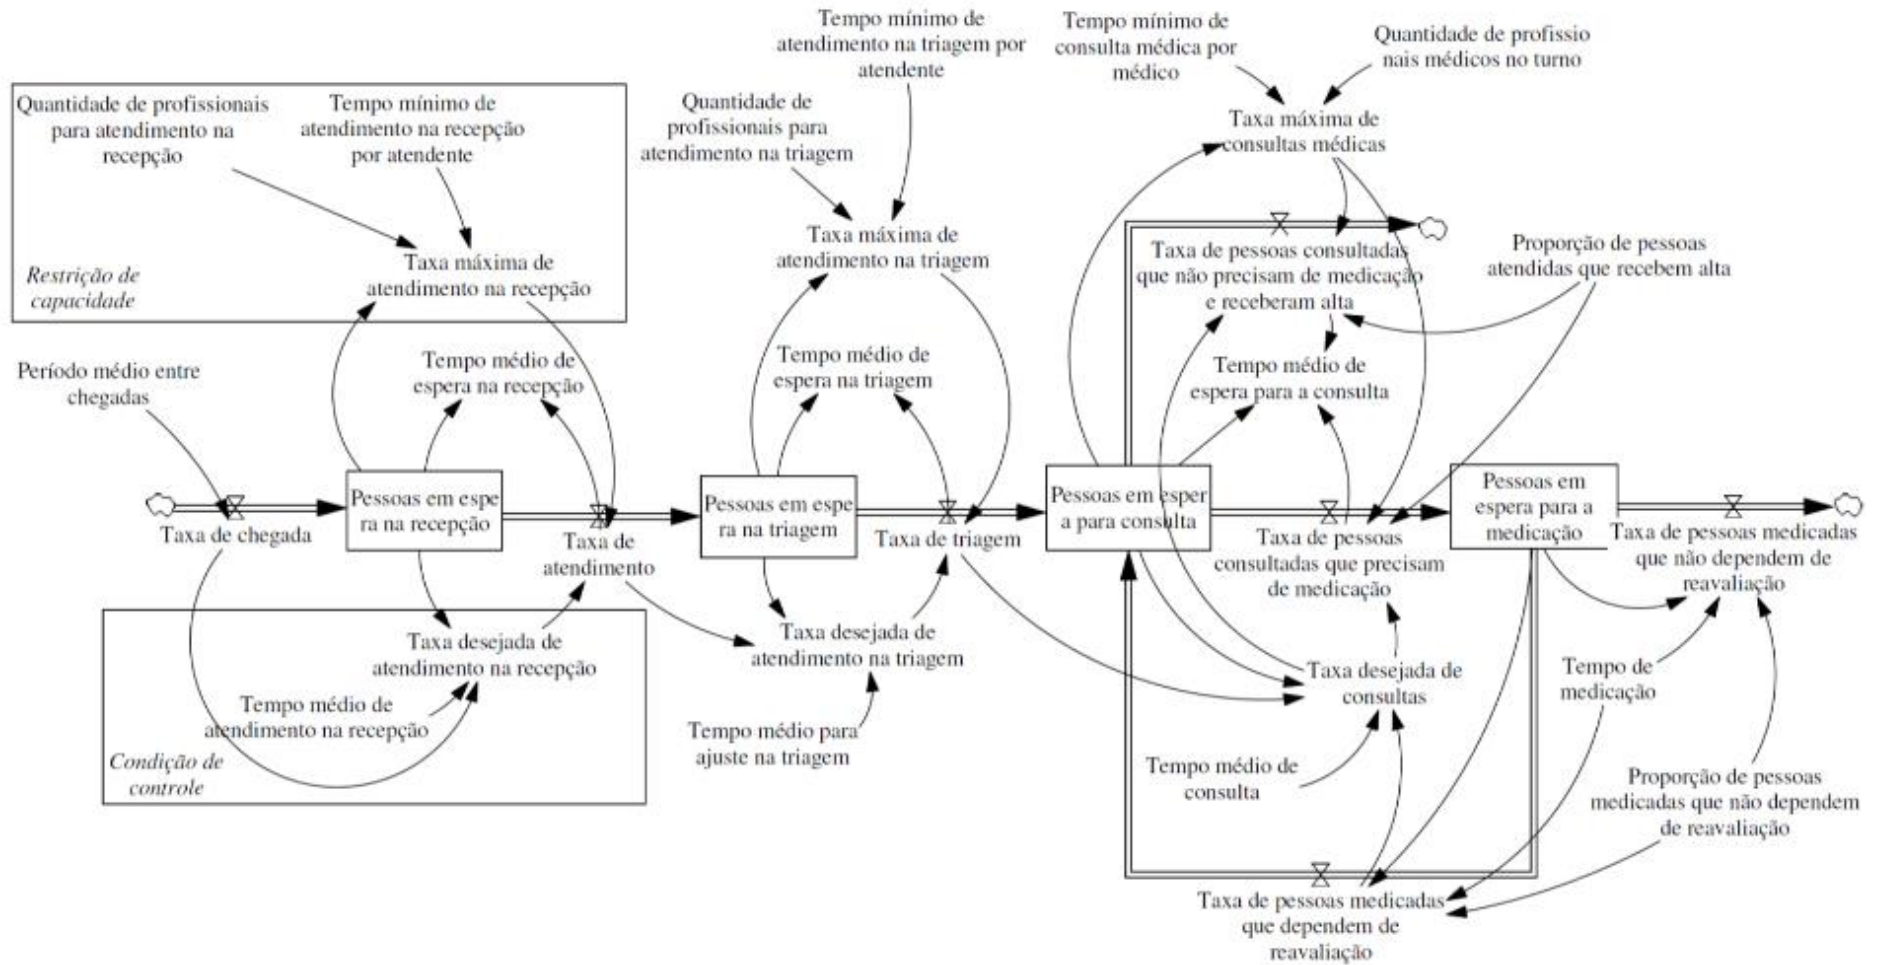 Tempo mínimo de
atendimento na triagem por
atendente
Tempo mínimo de
consulta médica por
médico
Quantidade de profissio
nais médicos no turno
Quantidade de profissionais
para atendimento na
recepção
Tempo mínimo de
atendimento na recepção
por atendente
Quantidade de
profissionais para
atendimento na triagem
Taxa máxima de
consultas médicas
Restrição de
capacidade
Taxa máxima de
atendimento na recepção
Taxa máxima de
atendimento na triagem
Taxa de pessoas consultadas
que não precisam de medicação
e receberam alta
Proporção de pessoas
atendidas que recebem alta
Período médio entre
chegadas
Tempo médio de
espera na recepção
Tempo médio de
espera na triagem
Tempo médio de
espera para a consulta
Taxa de chegada
Pessoas em espe
ra na recepção
Taxa de
atendimento
Pessoas em espe
ra na triagem
Taxa de triagem
Pessoas em esper
a para consulta
Taxa de pessoas
consultadas que precisam
de medicação
Pessoas em
espera para a
medicação
Taxa de pessoas medicadas
que não dependem de
reavaliação
Taxa desejada de
atendimento na recepção
Tempo médio de
atendimento na recepção
Condição de
controle
Taxa desejada de
atendimento na triagem
Tempo médio para
ajuste na triagem
Taxa desejada de
consultas
Tempo médio de
consulta
Tempo de
medicação
Proporção de pessoas
medicadas que não dependem
de reavaliação
Taxa de pessoas medicadas
que dependem de
reavaliação